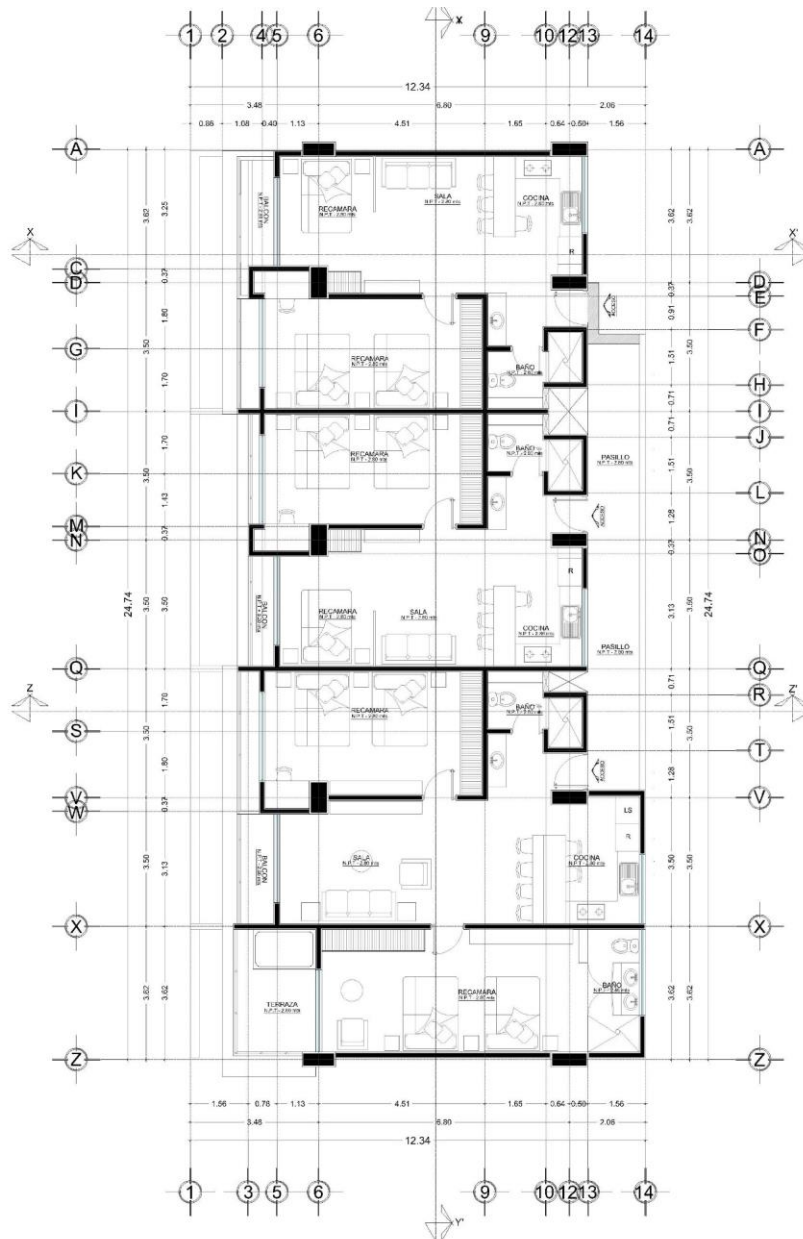 X
1 2 4 5 6 9 10 12 13 14
12.34
3.48 6.80 2.06
0.86 1.08 0.40 1.13 4.51 1.65 0.64 0.50 1.56
A A
3.62 3.25 3.62 3.62
RECAMARA
SALA
COCINA
BALCON
R
X X'
C
D D
0.37 0.37
E
ACCESO
0.91
F
1.80
G
3.50 3.50
RECAMARA
BAÑO
1.51
1.70
H
0.71
I I
0.71
J
1.70
RECAMARA
BAÑO
K
3.50
1.51
PASILLO
1.43
L
ACCESO
1.28
M
N N
0.37 0.37
O
R
24.74 24.74
3.50 3.50 3.13 3.50
BALCON
RECAMARA
SALA
COCINA
PASILLO
Q Q
0.71
Z R Z'
1.70
RECAMARA
BAÑO
S
3.50 3.50
1.51
T
1.80
ACCESO
1.28
V V
0.37
W
LS
R
SALA
COCINA
BALCON
3.50 3.13 3.50 3.50
X X
TERRAZA
RECAMARA
BAÑO
3.62 3.62 3.62 3.62
Z Z
1.56 0.78 1.13 4.51 1.65 0.64 0.50 1.56
3.48 6.80 2.06
12.34
1 3 5 6 9 10 12 13 14
Y'